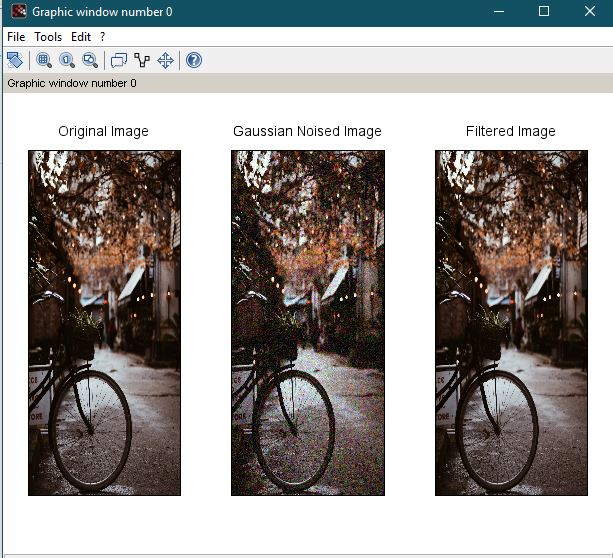 Graphic window number 0
File Tools Edit ?
Graphic window number 0
Original Image Gaussian Noised Image Filtered Image